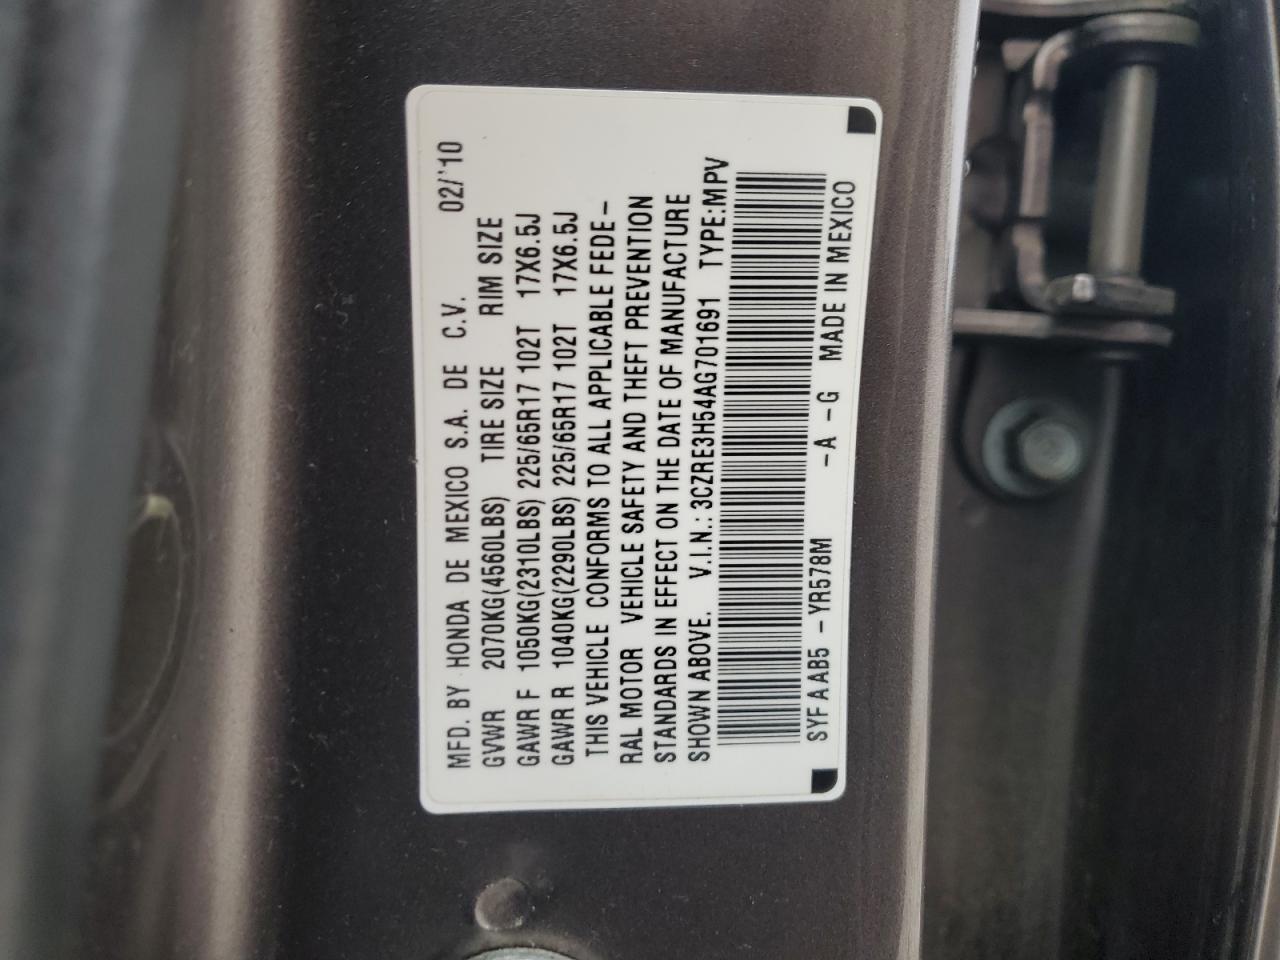 MFD. BY HONDA DE MEXICO S.A. DE C.V. 02/'10
GVWR 2070KG(4560LBS) TIRE SIZE RIM SIZE
GAWR F 1050KG(2310LBS) 225/65R17 102T 17X6.5J
GAWR R 1040KG(2290LBS) 225/65R17 102T 17X6.5J
THIS VEHICLE CONFORMS TO ALL APPLICABLE FEDE-
RAL MOTOR VEHICLE SAFETY AND THEFT PREVENTION
STANDARDS IN EFFECT ON THE DATE OF MANUFACTURE
SHOWN ABOVE. V.I.N.: 3CZRE3H54AG701691 TYPE:MPV
SYF A AB5 -YR578M -A -G MADE IN MEXICO